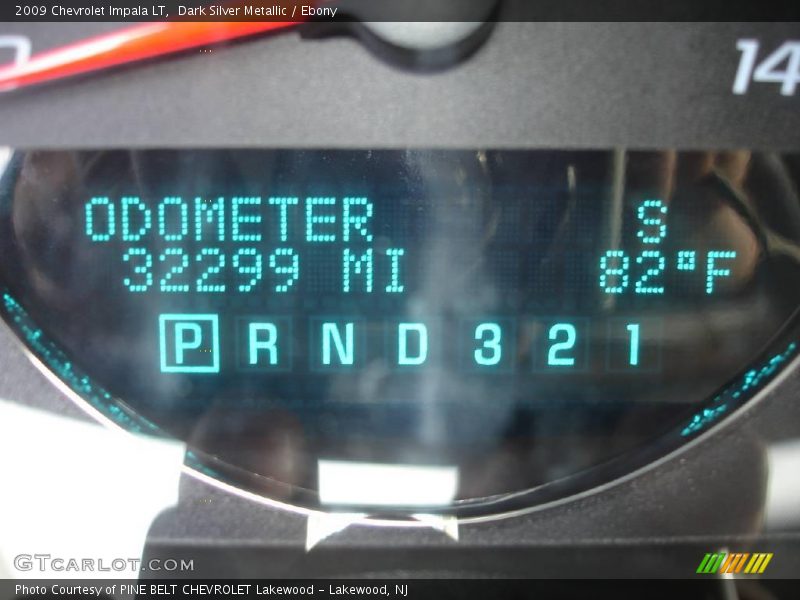 2009 Chevrolet Impala LT,  Dark Silver Metallic / Ebony
14
ODOMETER S
32299 MI 82°F
P R N D 3 2 1
GTCARLOT.COM
Photo Courtesy of PINE BELT CHEVROLET Lakewood - Lakewood, NJ